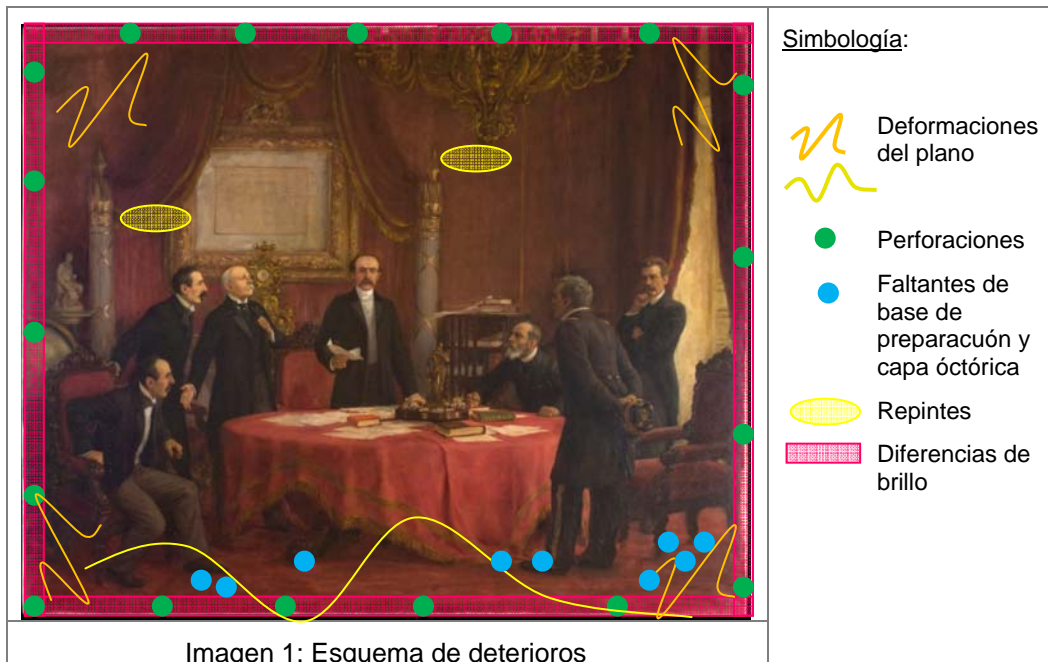 Simbología:
Deformaciones
del plano
Perforaciones
Faltantes de
base de
preparacuón y
capa óctórica
Repintes
Diferencias de
brillo
Imagen 1: Esquema de deterioros